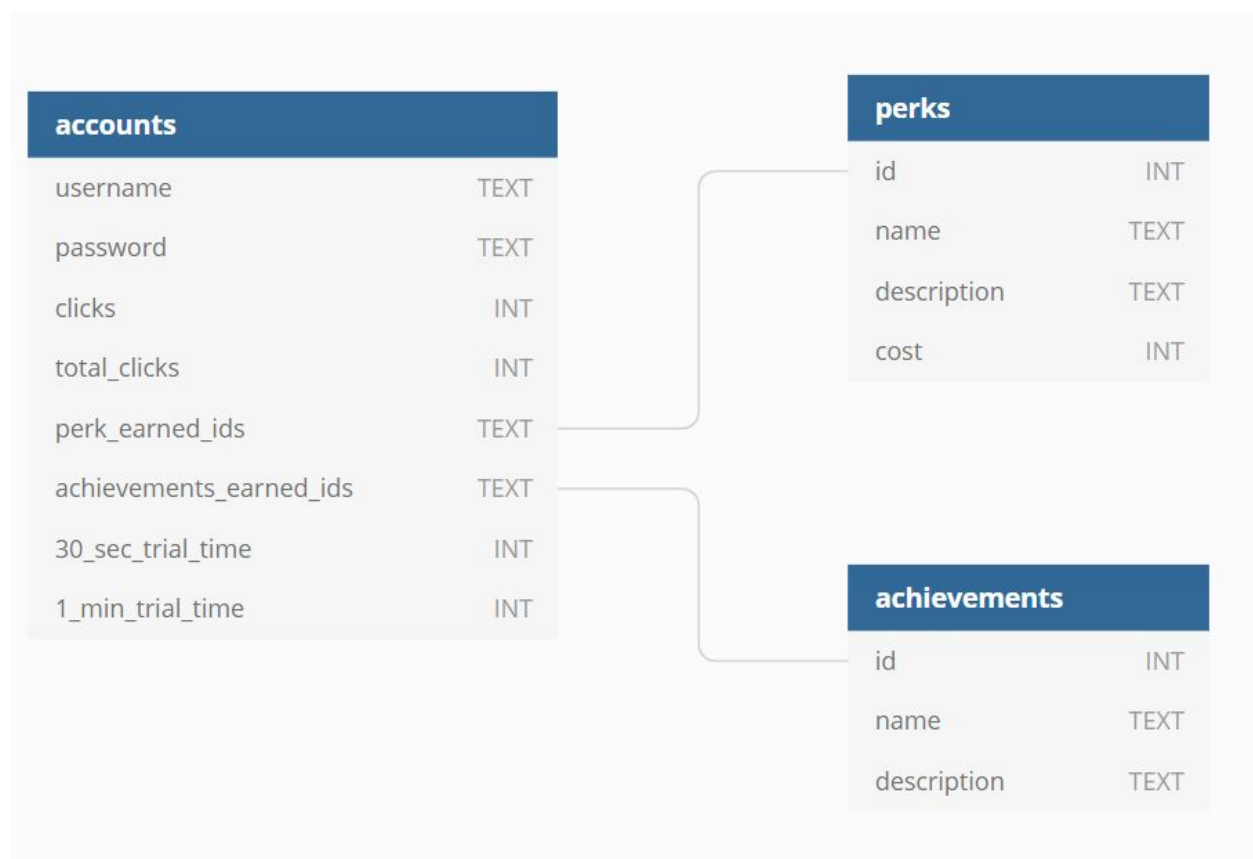 accounts
username TEXT
password TEXT
clicks INT
total_clicks INT
perk_earned_ids TEXT
achievements_earned_ids TEXT
30_sec_trial_time INT
1_min_trial_time INT
perks
id INT
name TEXT
description TEXT
cost INT
achievements
id INT
name TEXT
description TEXT